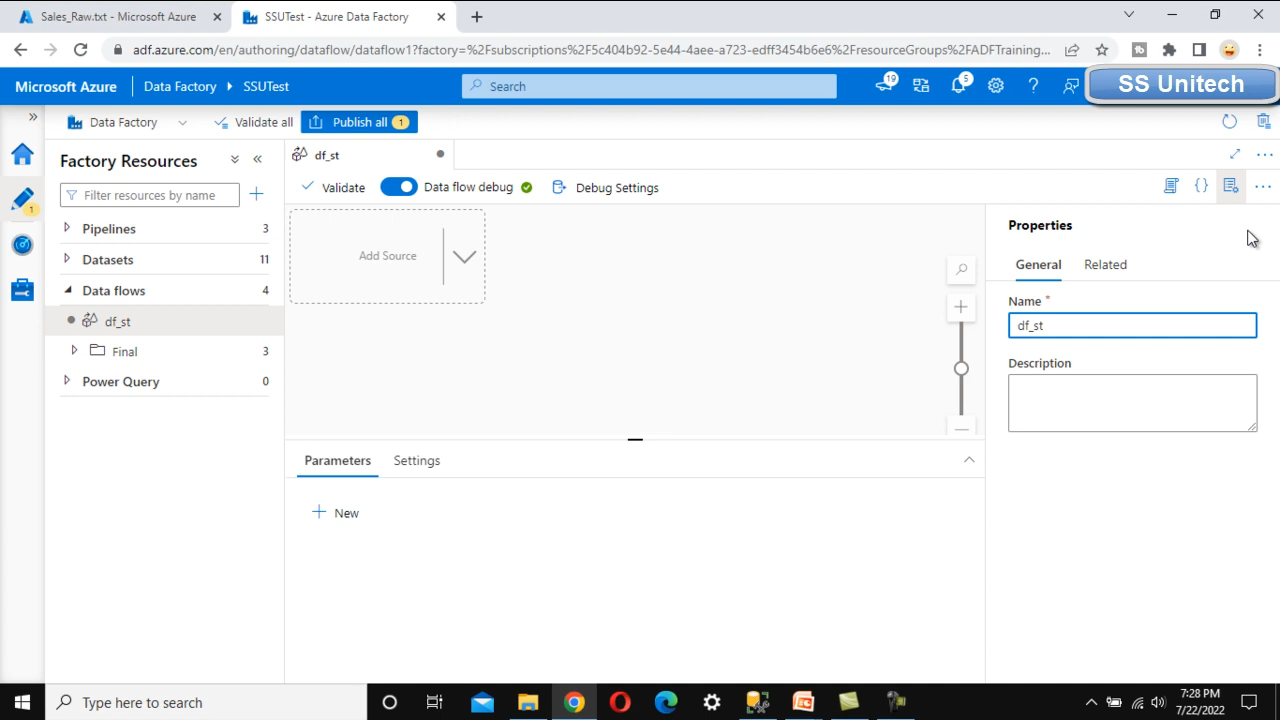 Sales_Raw.txt - Microsoft Azure
SSUTest - Azure Data Factory
adf.azure.com/en/authoring/dataflow/dataflow1?factory=%2Fsubscriptions%2F5c404b92-5e44-4aee-a723-edff3454b6e6%2FresourceGroups%2FADFTraining...
Microsoft Azure
Data Factory
SSUTest
Search
19
5
SS Unitech
Data Factory
Validate all
Publish all
1
Factory Resources
Filter resources by name
Pipelines
3
Datasets
11
Data flows
4
df_st
Final
3
Power Query
0
1
df_st
Validate
Data flow debug
Debug Settings
Add Source
Parameters
Settings
New
Properties
General
Related
Name *
df_st
Description
Type here to search
7:28 PM
7/22/2022